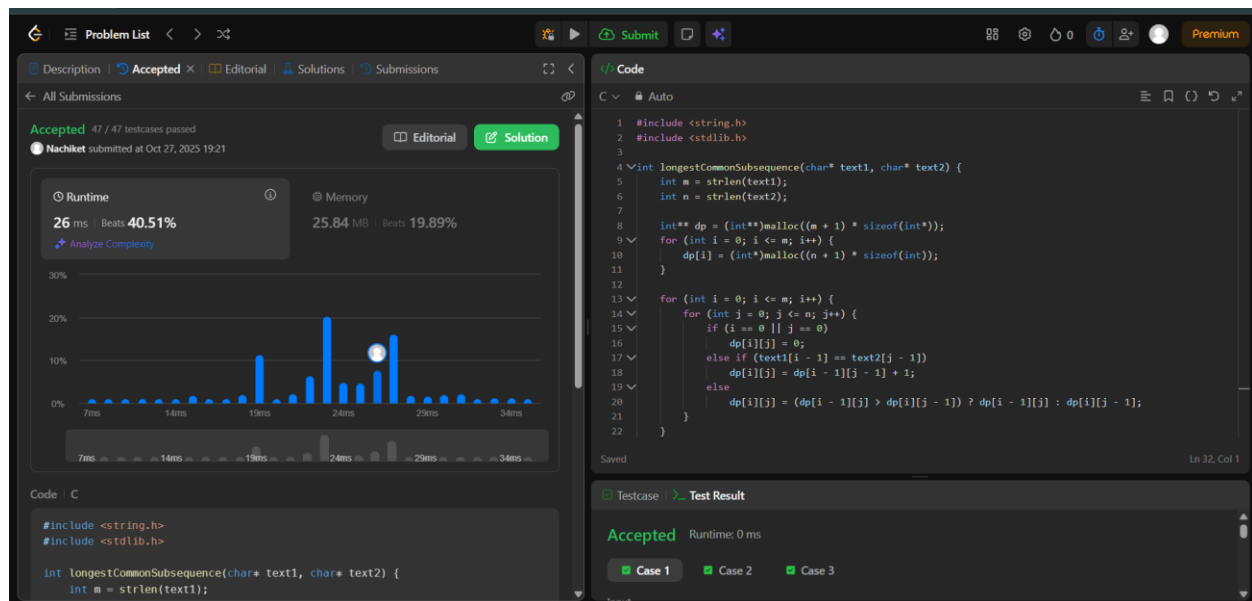 Problem List
Submit
0
Premium
Description
Accepted
Editorial
Solutions
Submissions
All Submissions
Accepted 47 / 47 testcases passed
Nachiket submitted at Oct 27, 2025 19:21
Editorial
Solution
Runtime
26 ms Beats 40.51%
Analyze Complexity
Memory
25.84 MB Beats 19.89%
30%
20%
10%
0%
7ms 14ms 19ms 24ms 29ms 34ms
7ms 14ms 19ms 24ms 29ms 34ms
Code | C
#include <string.h>
#include <stdlib.h>
int longestCommonSubsequence(char* text1, char* text2) {
int m = strlen(text1);
</> Code
C Auto
1 #include <string.h>
2 #include <stdlib.h>
3
4 int longestCommonSubsequence(char* text1, char* text2) {
5 int m = strlen(text1);
6 int n = strlen(text2);
7
8 int** dp = (int**)malloc((m + 1) * sizeof(int*));
9 for (int i = 0; i <= m; i++) {
10 dp[i] = (int*)malloc((n + 1) * sizeof(int));
11 }
12
13 for (int i = 0; i <= m; i++) {
14 for (int j = 0; j <= n; j++) {
15 if (i == 0 || j == 0)
16 dp[i][j] = 0;
17 else if (text1[i - 1] == text2[j - 1])
18 dp[i][j] = dp[i - 1][j - 1] + 1;
19 else
20 dp[i][j] = (dp[i - 1][j] > dp[i][j - 1]) ? dp[i - 1][j] : dp[i][j - 1];
21 }
22 }
Saved
Ln 32, Col 1
Testcase
>_ Test Result
Accepted Runtime: 0 ms
Case 1 Case 2 Case 3